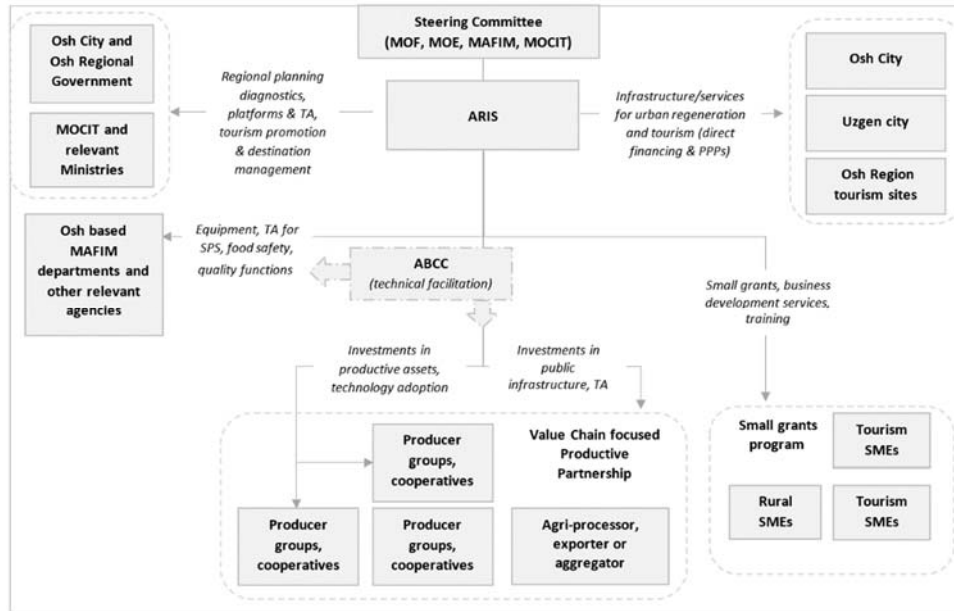 Steering Committee
(MOF, MOE, MAFIM, MOCIT)
Osh City and
Osh Regional
Government
MOCIT and
relevant
Ministries
Regional planning
diagnostics,
platforms & TA,
tourism promotion
& destination
management
ARIS
Infrastructure/services
for urban regeneration
and tourism (direct
financing & PPPs)
Osh City
Uzgen city
Osh Region
tourism sites
Osh based
MAFIM
departments and
other relevant
agencies
Equipment, TA for
SPS, food safety,
quality functions
ABCC
(technical facilitation)
Small grants, business
development services,
training
Investments in
productive assets,
technology adoption
Investments in
public
infrastructure, TA
Producer
groups,
cooperatives
Value Chain focused
Productive
Partnership
Producer
groups,
cooperatives
Producer
groups,
cooperatives
Agri-processor,
exporter or
aggregator
Small grants
program
Tourism
SMEs
Rural
SMEs
Tourism
SMEs